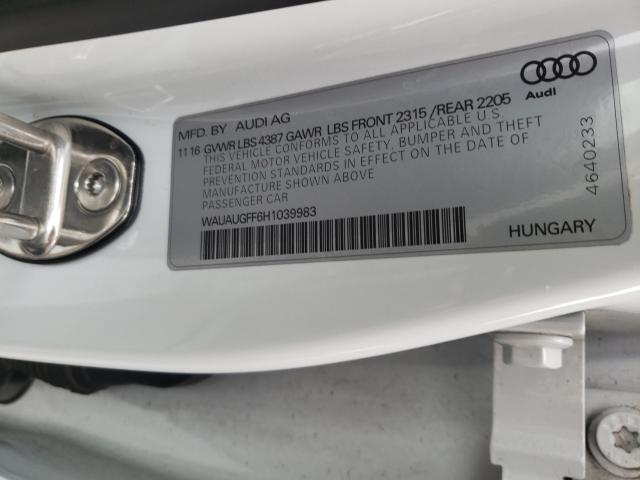 MFD. BY AUDI AG
11 16 GVWR LBS 4387 GAWR LBS FRONT 2315 /REAR 2205
THIS VEHICLE CONFORMS TO ALL APPLICABLE U.S.
FEDERAL MOTOR VEHICLE SAFETY, BUMPER AND THEFT
PREVENTION STANDARDS IN EFFECT ON THE DATE OF
MANUFACTURE SHOWN ABOVE
PASSENGER CAR
WAUAUGFF6H1039983
Audi
4640233
HUNGARY